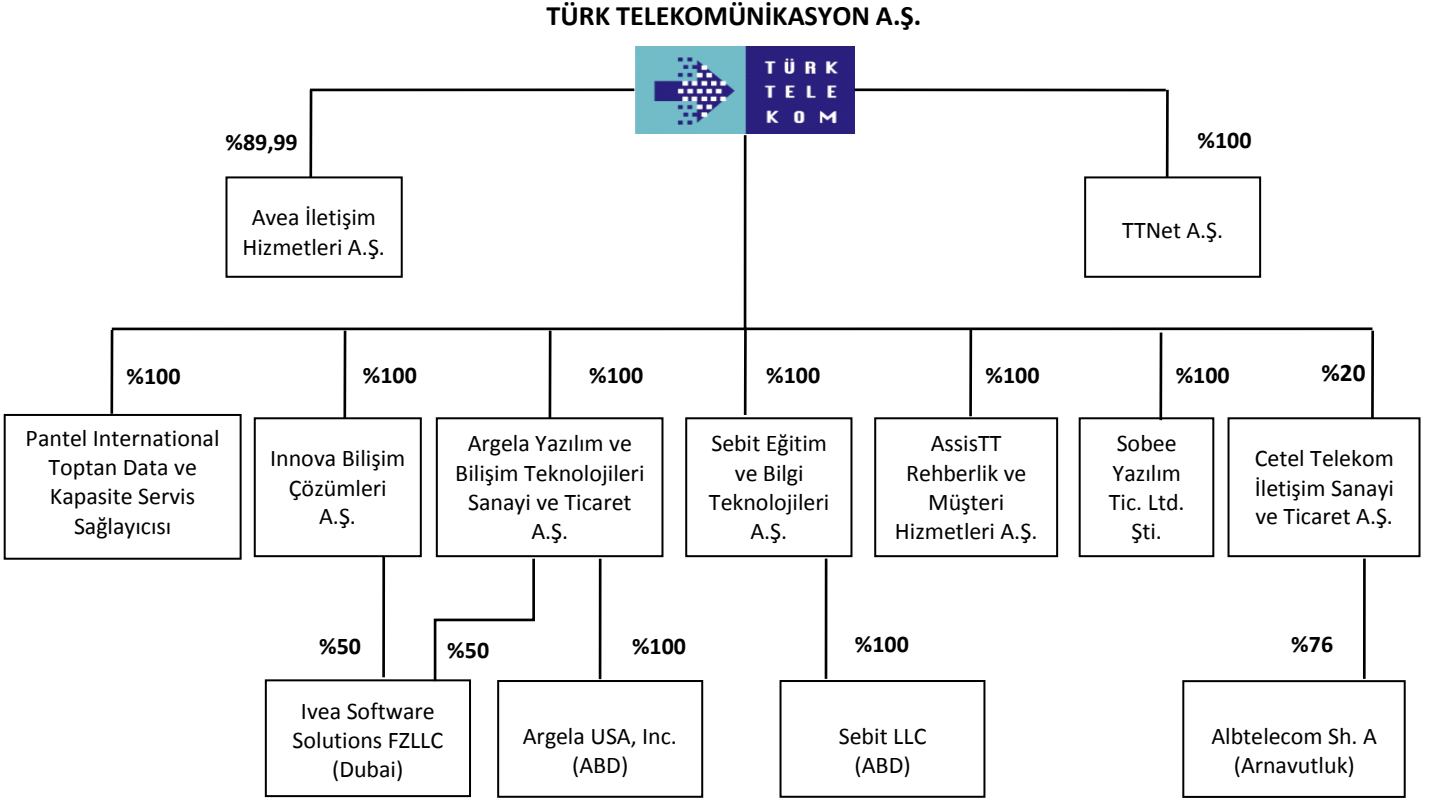 TÜRK TELEKOMÜNİKASYON A.Ş.
TÜRK
TELE
KOM
%89,99
%100
Avea İletişim
Hizmetleri A.Ş.
TTNet A.Ş.
%100
%100
%100
%100
%100
%100
%20
Pantel International
Toptan Data ve
Kapasite Servis
Sağlayıcısı
Innova Bilişim
Çözümleri
A.Ş.
Argela Yazılım ve
Bilişim Teknolojileri
Sanayi ve Ticaret
A.Ş.
Sebit Eğitim
ve Bilgi
Teknolojileri
A.Ş.
AssisTT
Rehberlik ve
Müşteri
Hizmetleri A.Ş.
Sobee
Yazılım
Tic. Ltd.
Şti.
Cetel Telekom
İletişim Sanayi
ve Ticaret A.Ş.
%50
%50
%100
%100
%76
Ivea Software
Solutions FZLLC
(Dubai)
Argela USA, Inc.
(ABD)
Sebit LLC
(ABD)
Albtelecom Sh. A
(Arnavutluk)